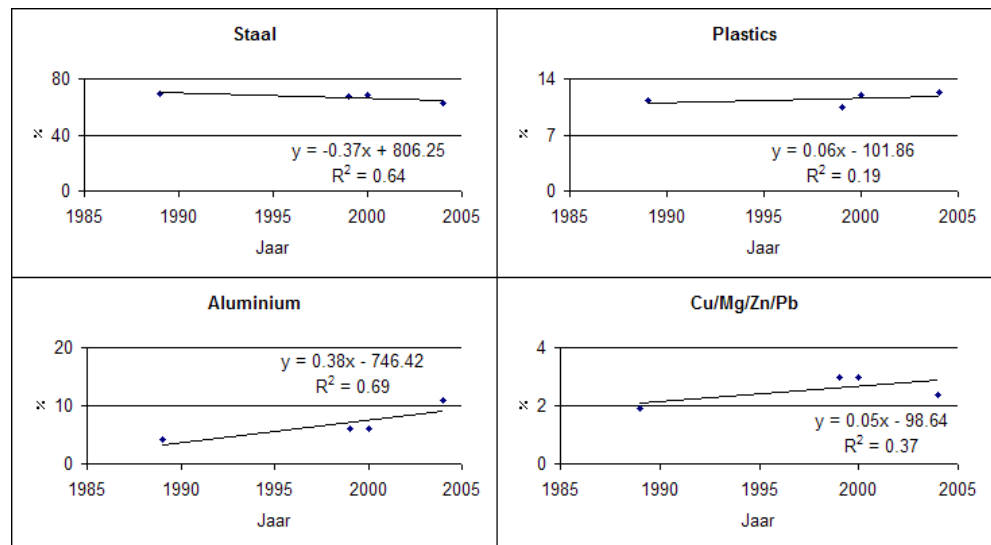 Staal
80
40
0
%
y = -0.37x + 806.25
R² = 0.64
1985 1990 1995 2000 2005
Jaar
Plastics
14
7
0
%
y = 0.06x - 101.86
R² = 0.19
1985 1990 1995 2000 2005
Jaar
Aluminium
20
10
0
%
y = 0.38x - 746.42
R² = 0.69
1985 1990 1995 2000 2005
Jaar
Cu/Mg/Zn/Pb
4
2
0
%
y = 0.05x - 98.64
R² = 0.37
1985 1990 1995 2000 2005
Jaar